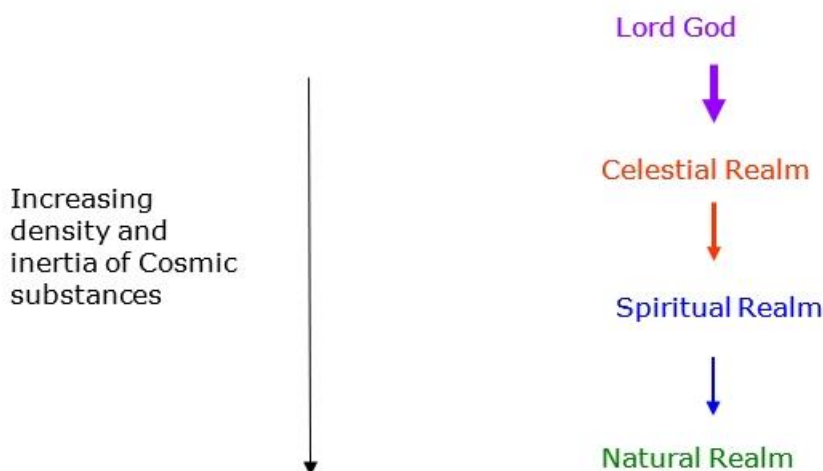 Lord God
Celestial Realm
Increasing
density and
inertia of Cosmic
substances
Spiritual Realm
Natural Realm